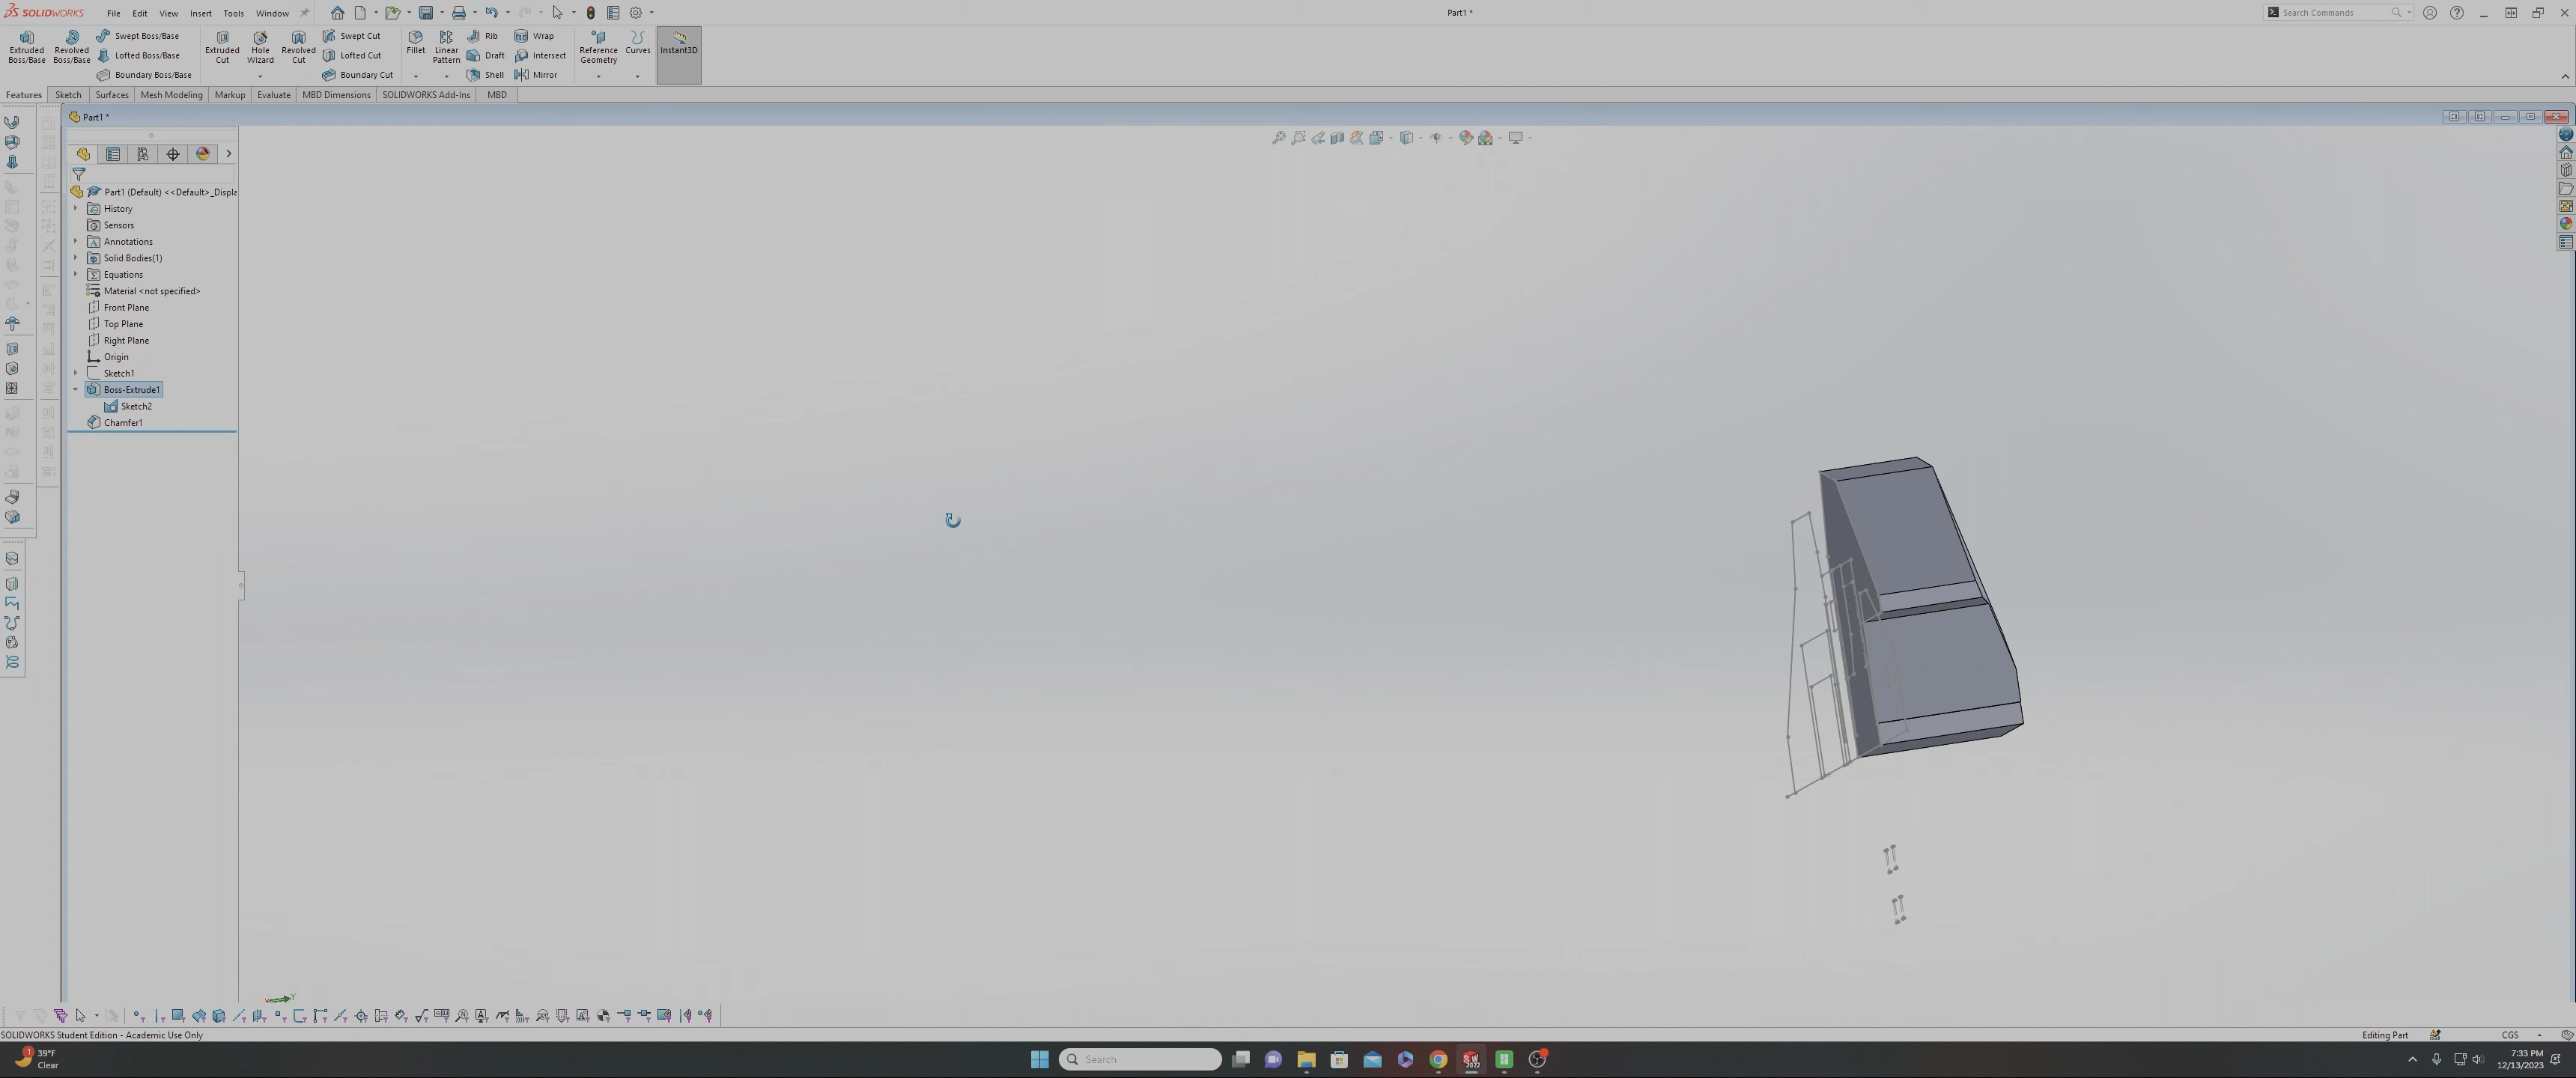 SOLIDWORKS File Edit View Insert Tools Window Part1 * Search Commands
Extruded Boss/Base Revolved Boss/Base Swept Boss/Base Lofted Boss/Base Boundary Boss/Base Extruded Cut Hole Wizard Revolved Cut Swept Cut Lofted Cut Boundary Cut Fillet Linear Pattern Rib Draft Shell Wrap Intersect Mirror Reference Geometry Curves Instant3D
Features Sketch Surfaces Mesh Modeling Markup Evaluate MBD Dimensions SOLIDWORKS Add-Ins MBD
Part1 *
Part1 (Default) <<Default>_Displa
History
Sensors
Annotations
Solid Bodies(1)
Equations
Material <not specified>
Front Plane
Top Plane
Right Plane
Origin
Sketch1
Boss-Extrude1
Sketch2
Chamfer1
Y
SOLIDWORKS Student Edition - Academic Use Only Editing Part CGS
1 39°F
Clear
Search
SW 2022
7:33 PM
12/13/2023